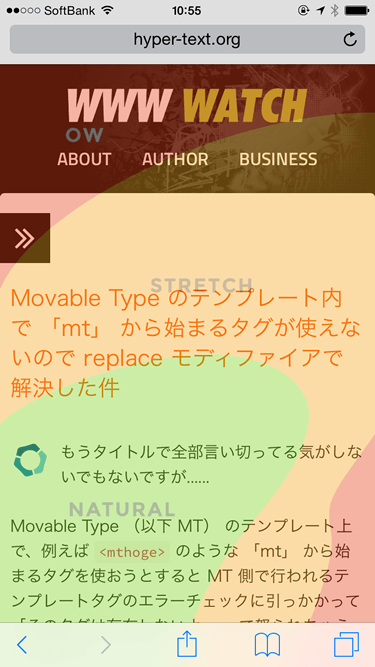 SoftBank 10:55
hyper-text.org
WWW WATCH
OW
ABOUT AUTHOR BUSINESS
STRETCH
Movable Type のテンプレート内
で 「mt」 から始まるタグが使えな
いので replace モディファイアで
解決した件
もうタイトルで全部言い切ってる気がしな
いでもないですが......
NATURAL
Movable Type （以下 MT） のテンプレート上
で、例えば <mthoge> のような 「mt」 から始
まるタグを使おうとすると MT 側で行われるテ
ンプレートタグのエラーチェックに引っかかって